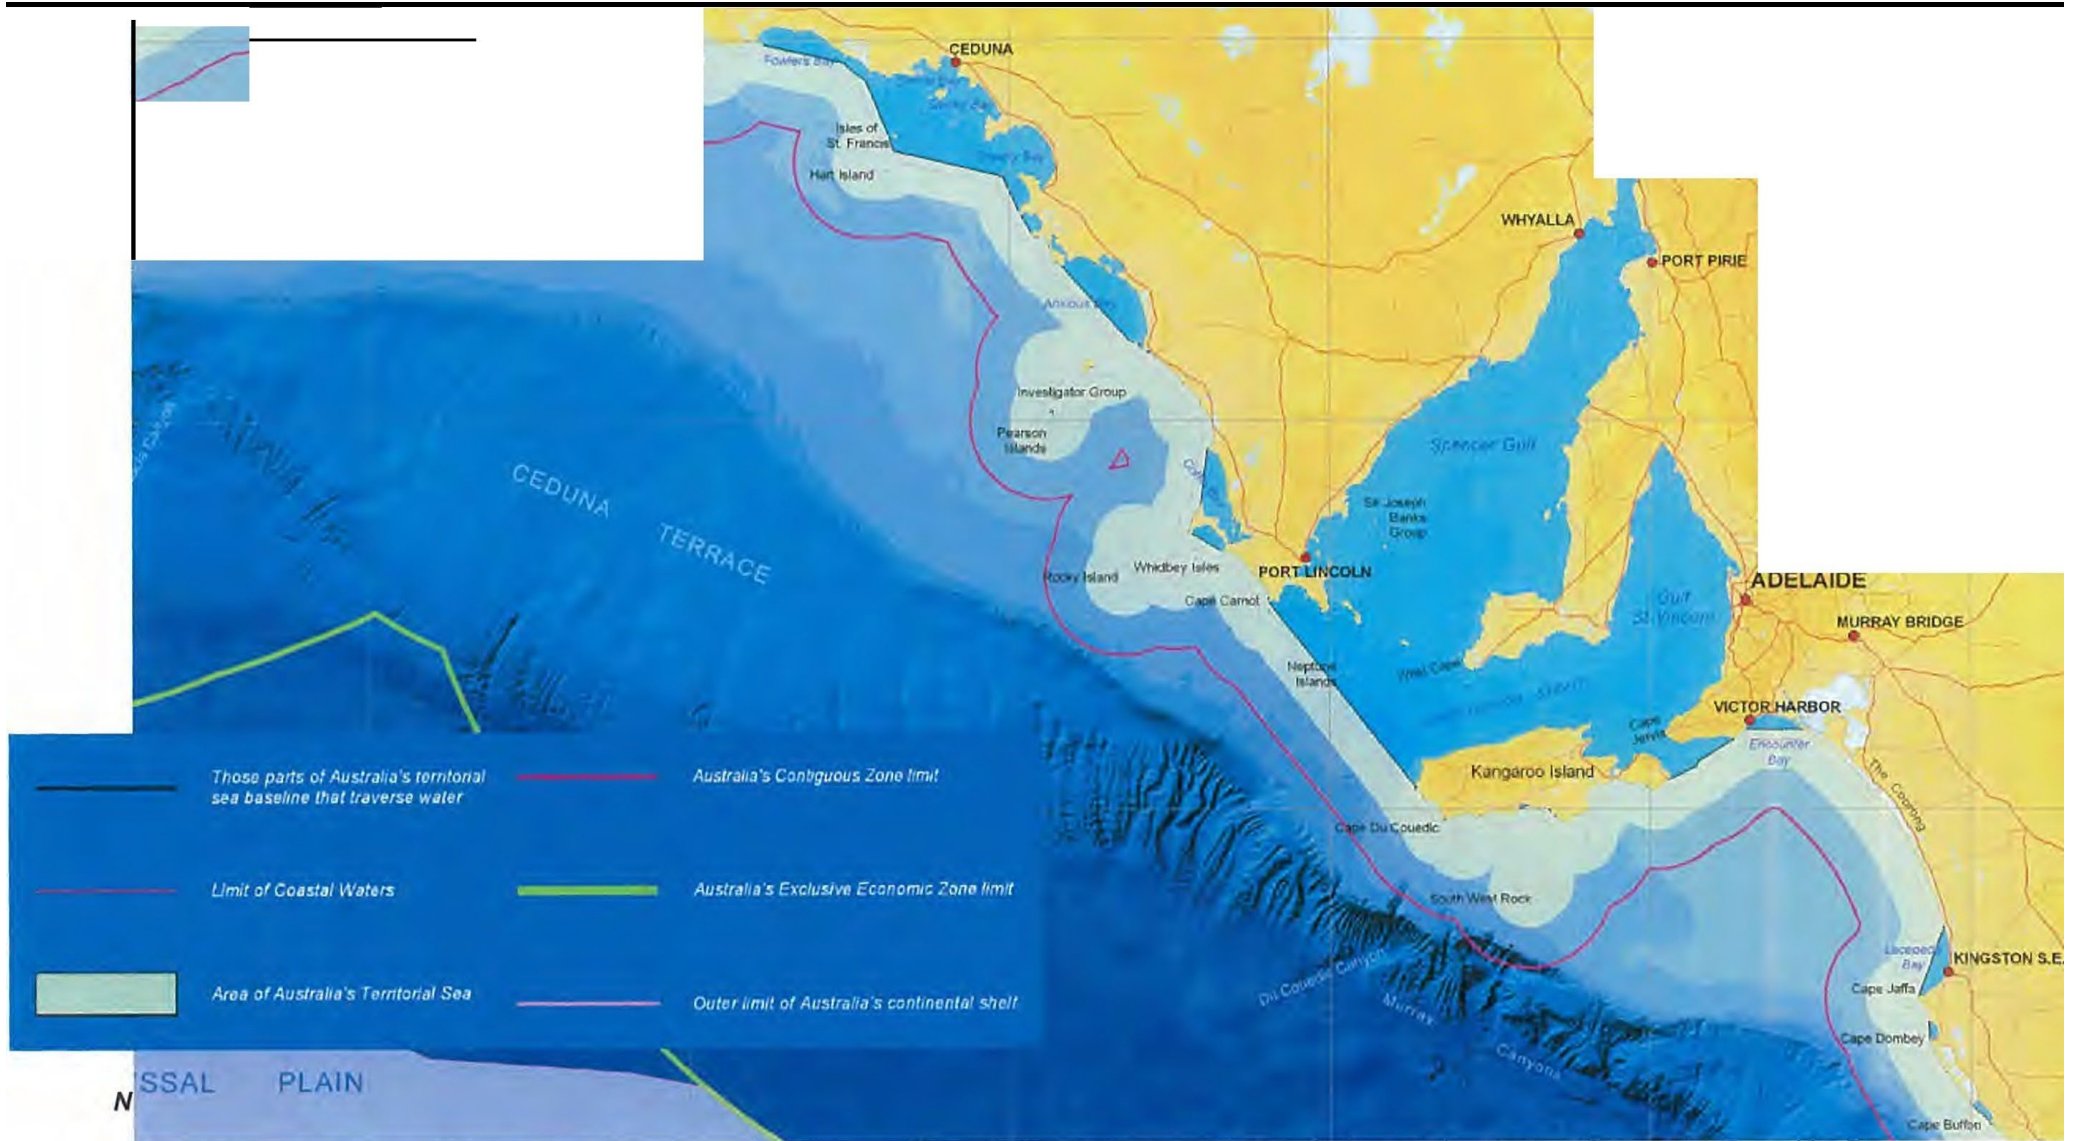 CEDUNA
Fowlers Bay
Isles of
St. Francis
Hart Island
WHYALLA
PORT PIRIE
Anxious Bay
Investigator Group
Pearson
Islands
Spencer Gulf
Sir Joseph
Banks
Group
CEDUNA
TERRACE
Rocky Island
Whidbey Isles
PORT LINCOLN
Cape Carnot
ADELAIDE
Gulf
St. Vincent
MURRAY BRIDGE
Neptune
Islands
West Cape
VICTOR HARBOR
Cape
Jervis
Encounter
Bay
Kangaroo Island
The Coorong
Those parts of Australia's territorial
sea baseline that traverse water
Australia's Contiguous Zone limit
Cape Du Couedic
Limit of Coastal Waters
Australia's Exclusive Economic Zone limit
South West Rock
Lacepede
Bay
KINGSTON S.E.
Du Couedic Canyon
Cape Jaffa
Area of Australia's Territorial Sea
Outer limit of Australia's continental shelf
Murray
Canyons
Cape Dombey
SSAL PLAIN
N
Cape Buffon